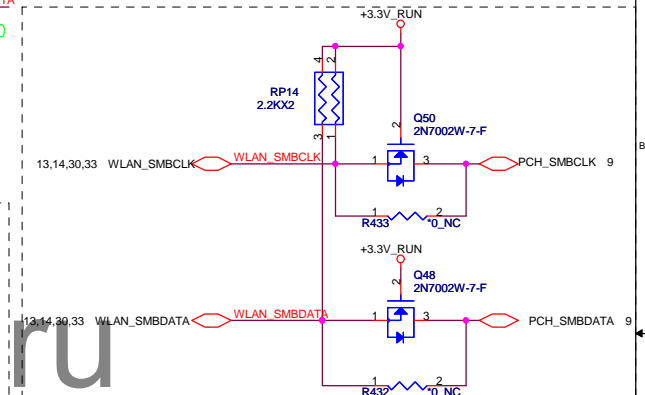 TA
+3.3V_RUN
0
4 2
RP14
2.2KX2
Q50
2N7002W-7-F
2
3 1
13,14,30,33 WLAN_SMBCLK WLAN_SMBCLK 1 3 PCH_SMBCLK 9
B
R433 1 2 *0_NC
+3.3V_RUN
Q48
2N7002W-7-F
2
13,14,30,33 WLAN_SMBDATA WLAN_SMBDATA 1 3 PCH_SMBDATA 9
ru
R432 1 2 *0_NC